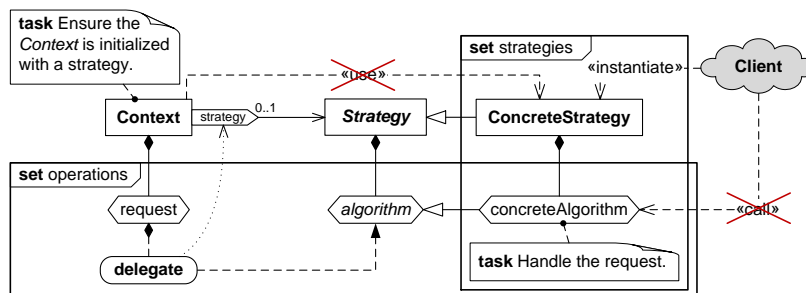 task Ensure the
Context is initialized
with a strategy.
set strategies
«use»
«instantiate»
Client
Context
strategy
0..1
Strategy
ConcreteStrategy
set operations
request
algorithm
concreteAlgorithm
«call»
delegate
task Handle the request.